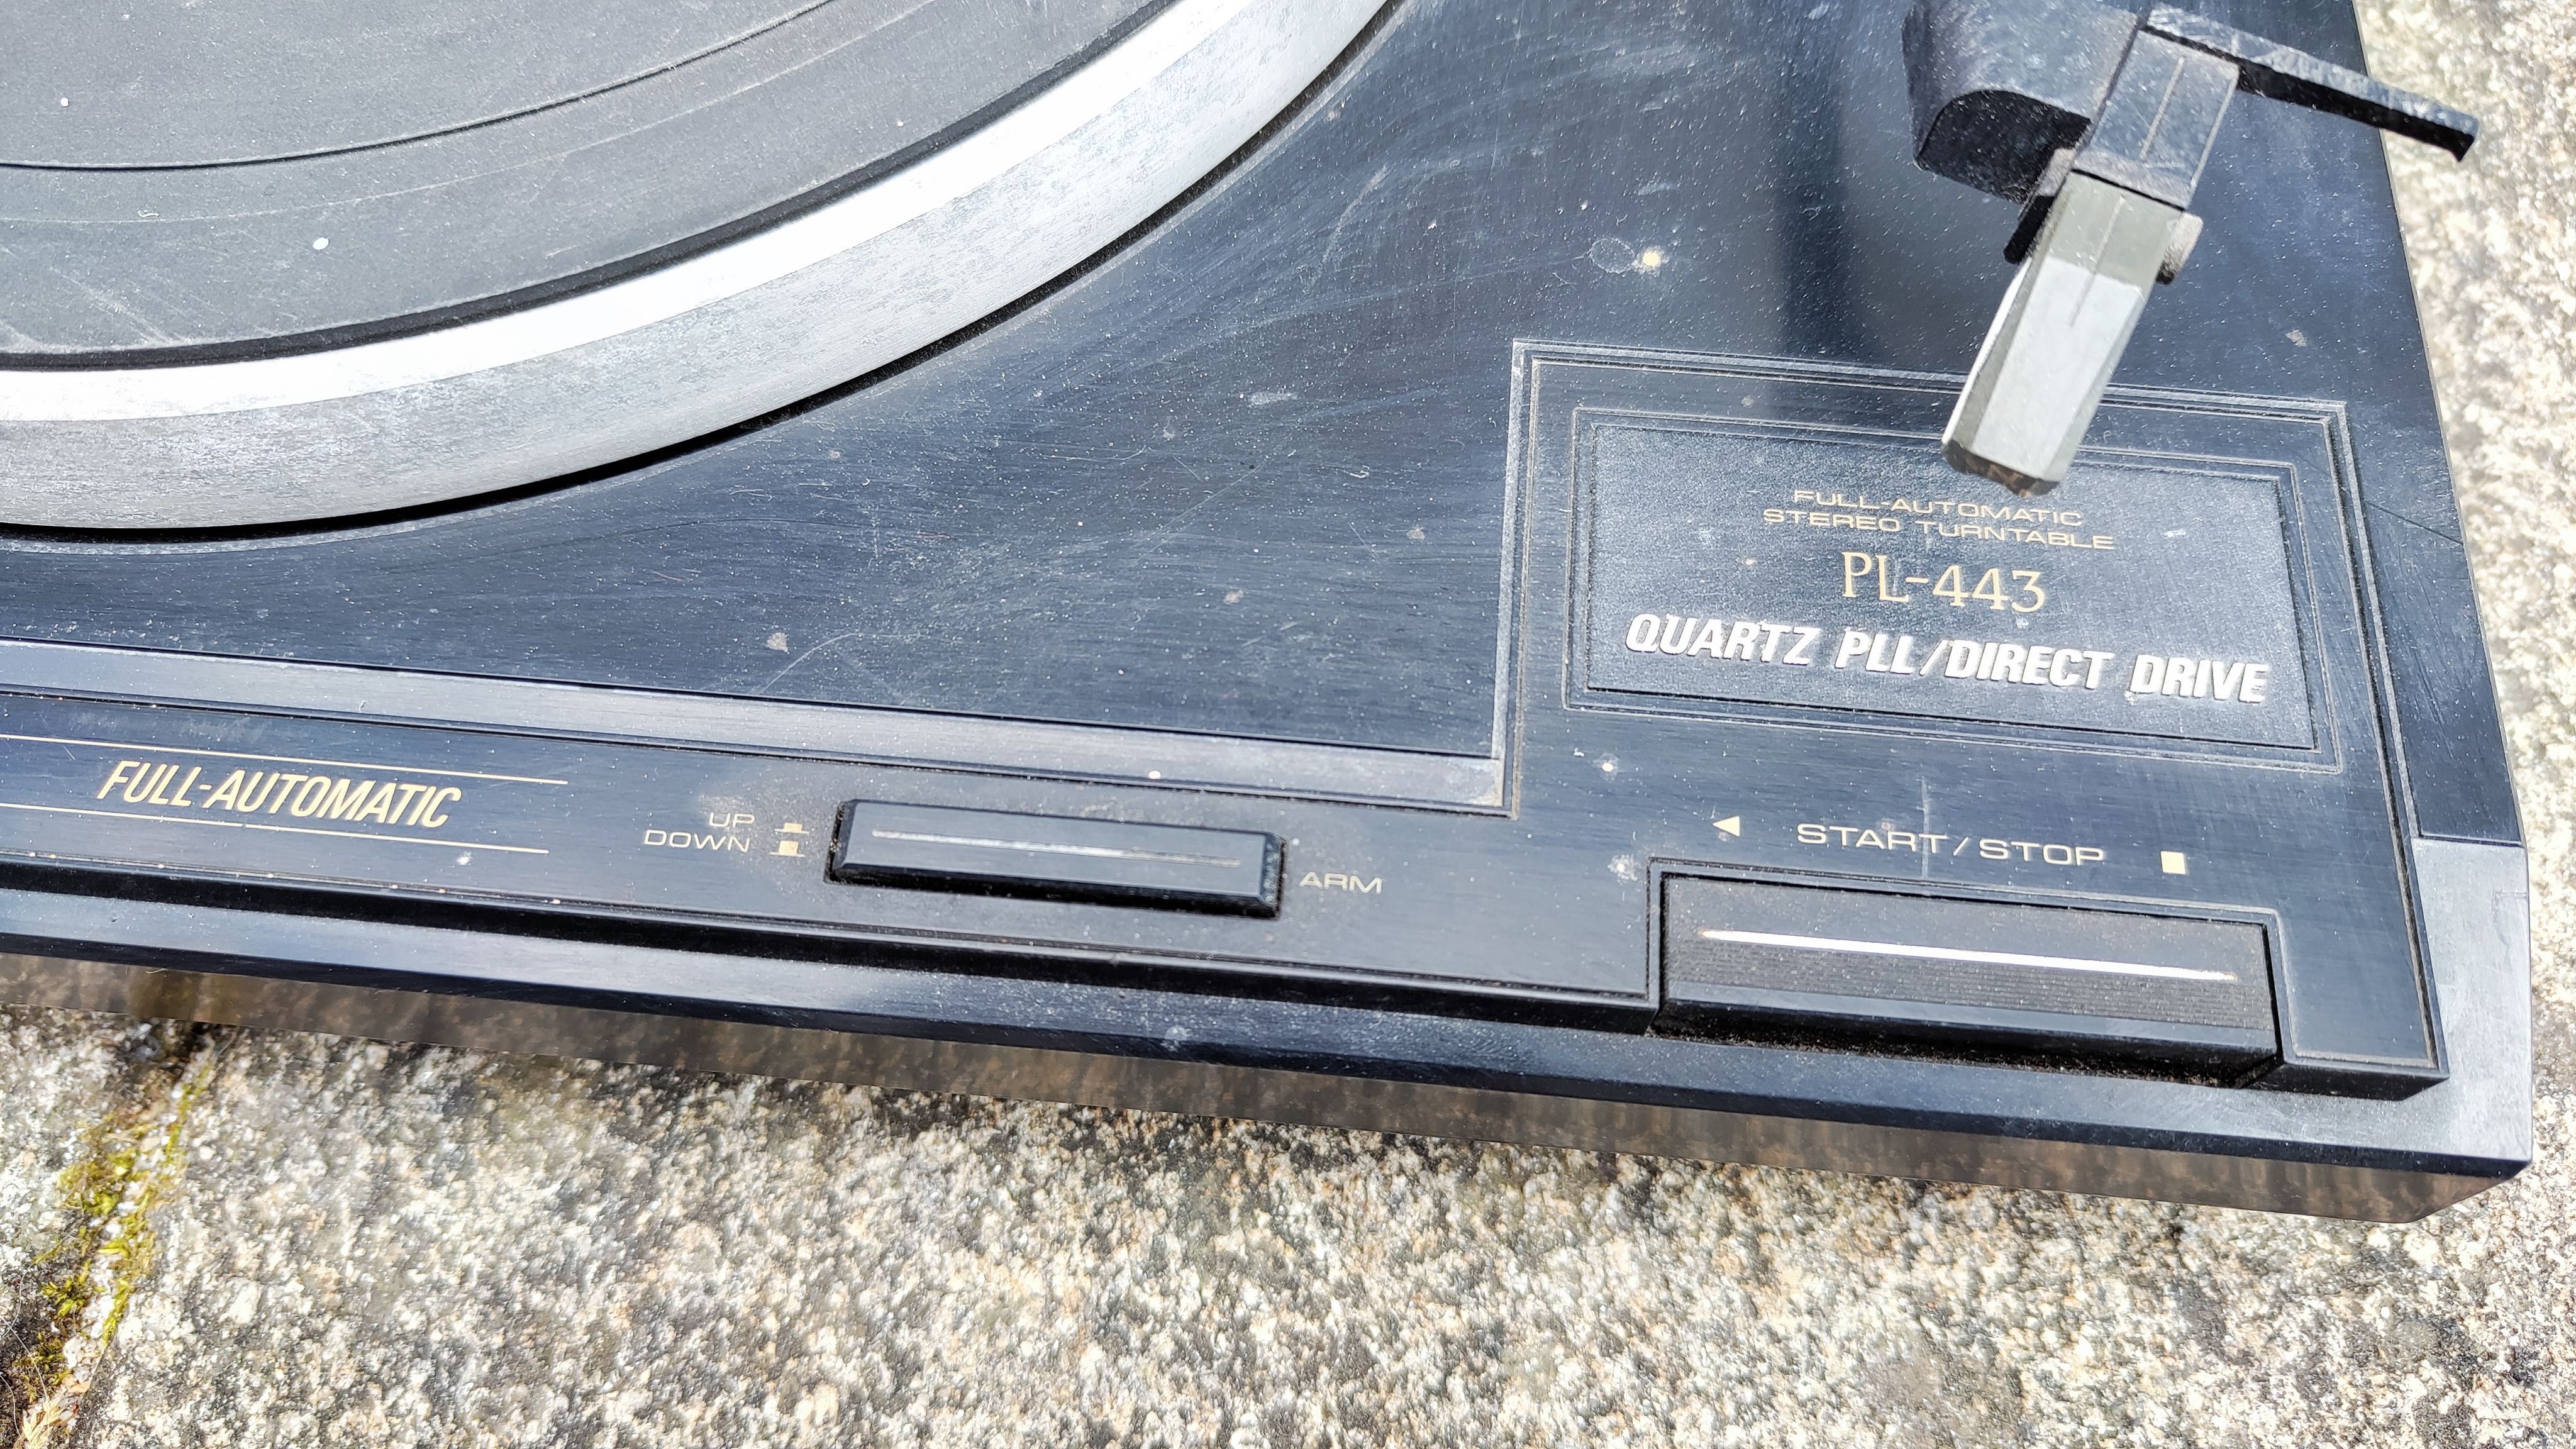 FULL-AUTOMATIC
STEREO TURNTABLE
PL-443
QUARTZ PLL/DIRECT DRIVE
FULL-AUTOMATIC
UP
DOWN
ARM
START/STOP